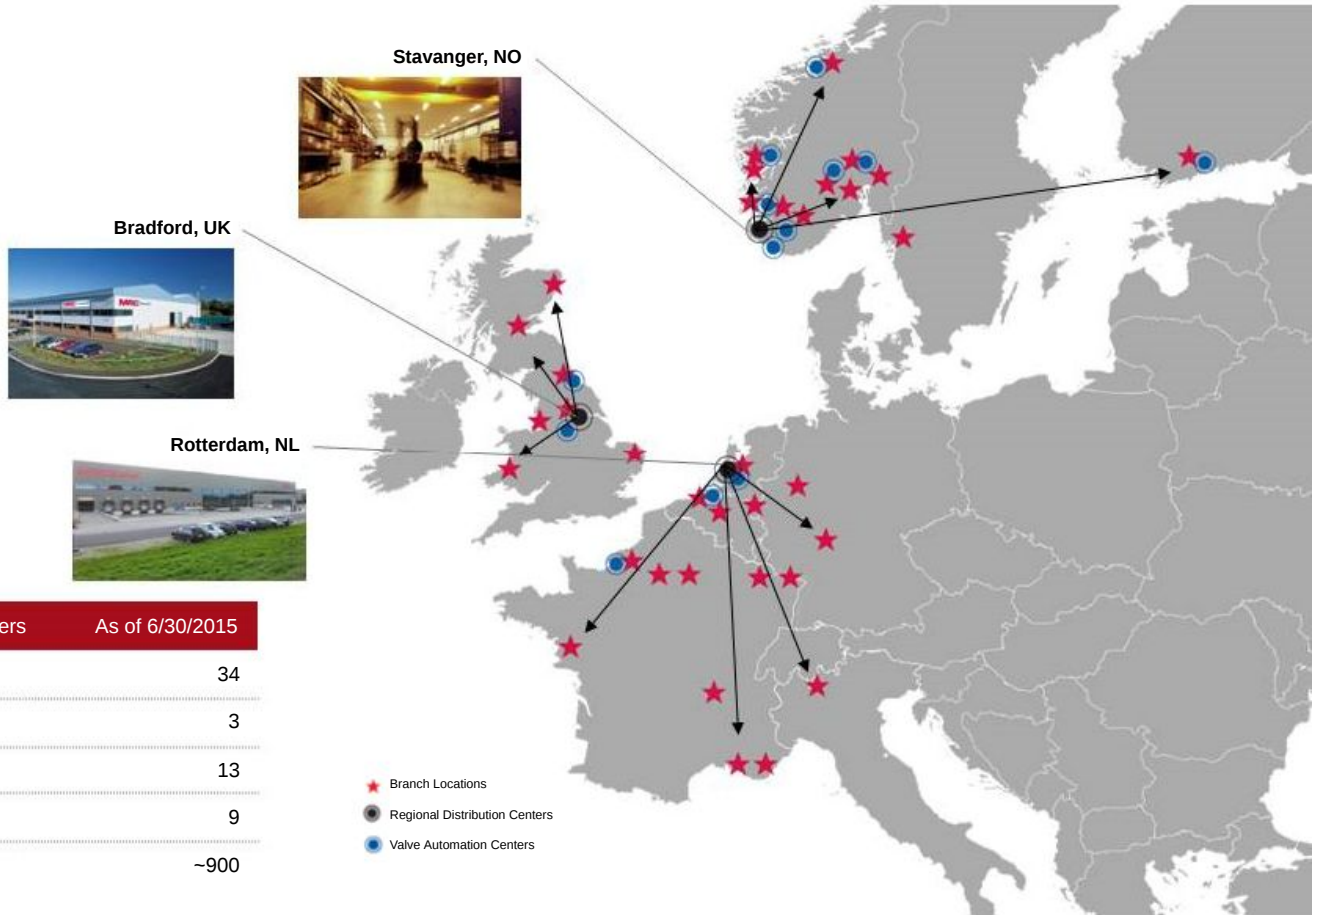 Stavanger, NO
Bradford, UK
MRC
Rotterdam, NL
ers As of 6/30/2015
34
3
13
9
~900
Branch Locations
Regional Distribution Centers
Valve Automation Centers